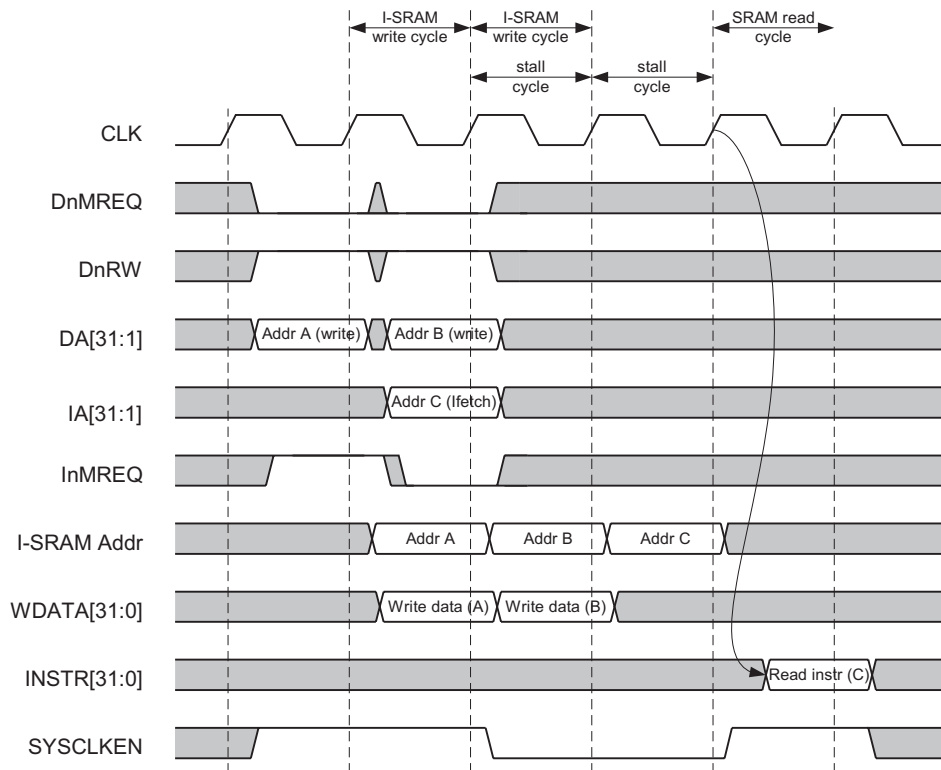 I-SRAM write cycle
I-SRAM write cycle
SRAM read cycle
stall cycle
stall cycle
CLK
DnMREQ
DnRW
DA[31:1] Addr A (write) Addr B (write)
IA[31:1] Addr C (Ifetch)
InMREQ
I-SRAM Addr Addr A Addr B Addr C
WDATA[31:0] Write data (A) Write data (B)
INSTR[31:0] Read instr (C)
SYSCLKEN